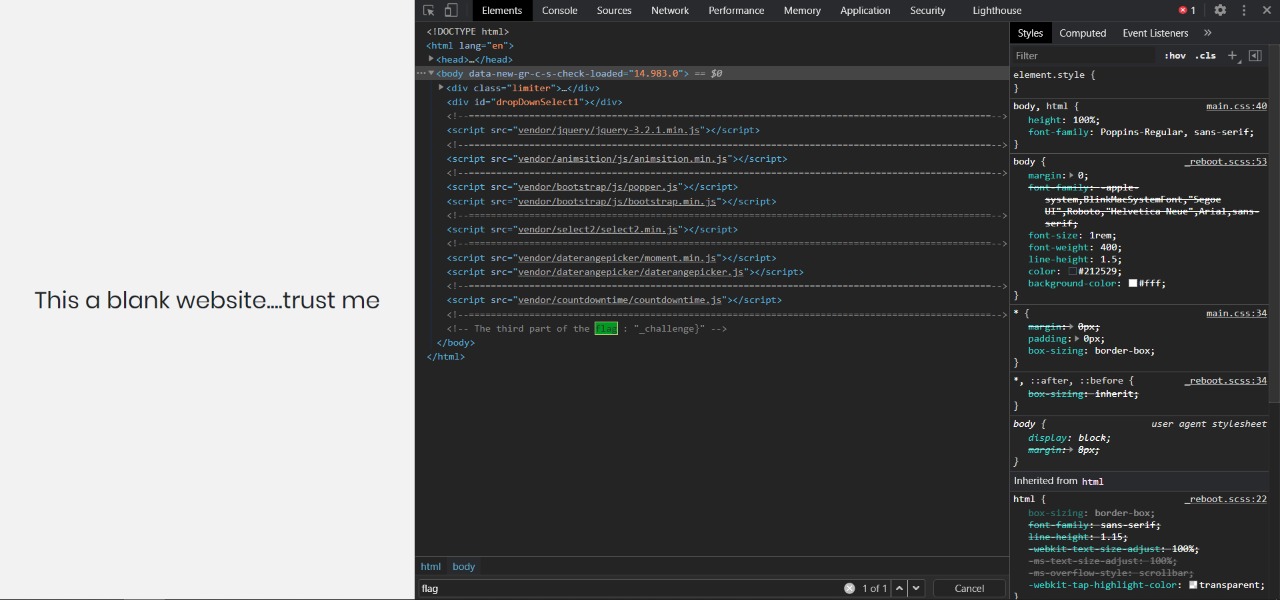 This a blank website....trust me
Elements Console Sources Network Performance Memory Application Security Lighthouse 1
<!DOCTYPE html>
<html lang="en">
<head>…</head>
<body data-new-gr-c-s-check-loaded="14.983.0"> == $0
<div class="limiter">…</div>
<div id="dropDownSelect1"></div>
<!--===============================================================================================-->
<script src="vendor/jquery/jquery-3.2.1.min.js"></script>
<!--===============================================================================================-->
<script src="vendor/animsition/js/animsition.min.js"></script>
<!--===============================================================================================-->
<script src="vendor/bootstrap/js/popper.js"></script>
<script src="vendor/bootstrap/js/bootstrap.min.js"></script>
<!--===============================================================================================-->
<script src="vendor/select2/select2.min.js"></script>
<!--===============================================================================================-->
<script src="vendor/daterangepicker/moment.min.js"></script>
<script src="vendor/daterangepicker/daterangepicker.js"></script>
<!--===============================================================================================-->
<script src="vendor/countdowntime/countdowntime.js"></script>
<!--===============================================================================================-->
<!-- The third part of the flag : "_challenge}" -->
</body>
</html>
html body
flag 1 of 1 Cancel
Styles Computed Event Listeners »
Filter :hov .cls +
element.style {
}
body, html { main.css:40
height: 100%;
font-family: Poppins-Regular, sans-serif;
}
body { _reboot.scss:53
margin: 0;
font-family: -apple-
system,BlinkMacSystemFont,"Segoe
UI",Roboto,"Helvetica Neue",Arial,sans-
serif;
font-size: 1rem;
font-weight: 400;
line-height: 1.5;
color: #212529;
background-color: #fff;
}
* { main.css:34
margin: 0px;
padding: 0px;
box-sizing: border-box;
}
*, ::after, ::before { _reboot.scss:34
box-sizing: inherit;
}
body { user agent stylesheet
display: block;
margin: 8px;
}
Inherited from html
html { _reboot.scss:22
box-sizing: border-box;
font-family: sans-serif;
line-height: 1.15;
-webkit-text-size-adjust: 100%;
-ms-text-size-adjust: 100%;
-ms-overflow-style: scrollbar;
-webkit-tap-highlight-color: transparent;
}